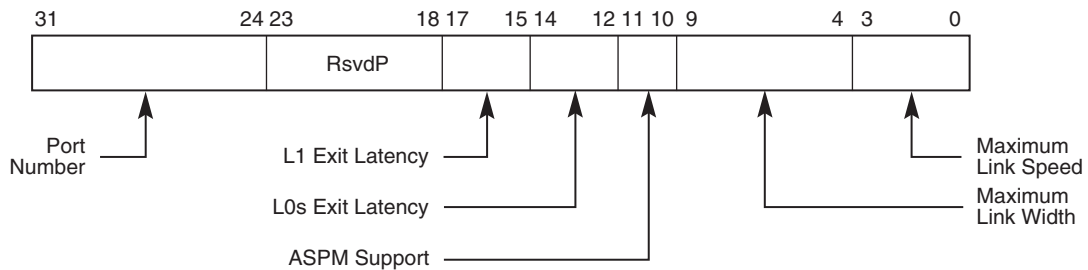 31 24 23 18 17 15 14 12 11 10 9 4 3 0
RsvdP
Port
Number
L1 Exit Latency
L0s Exit Latency
ASPM Support
Maximum
Link Speed
Maximum
Link Width